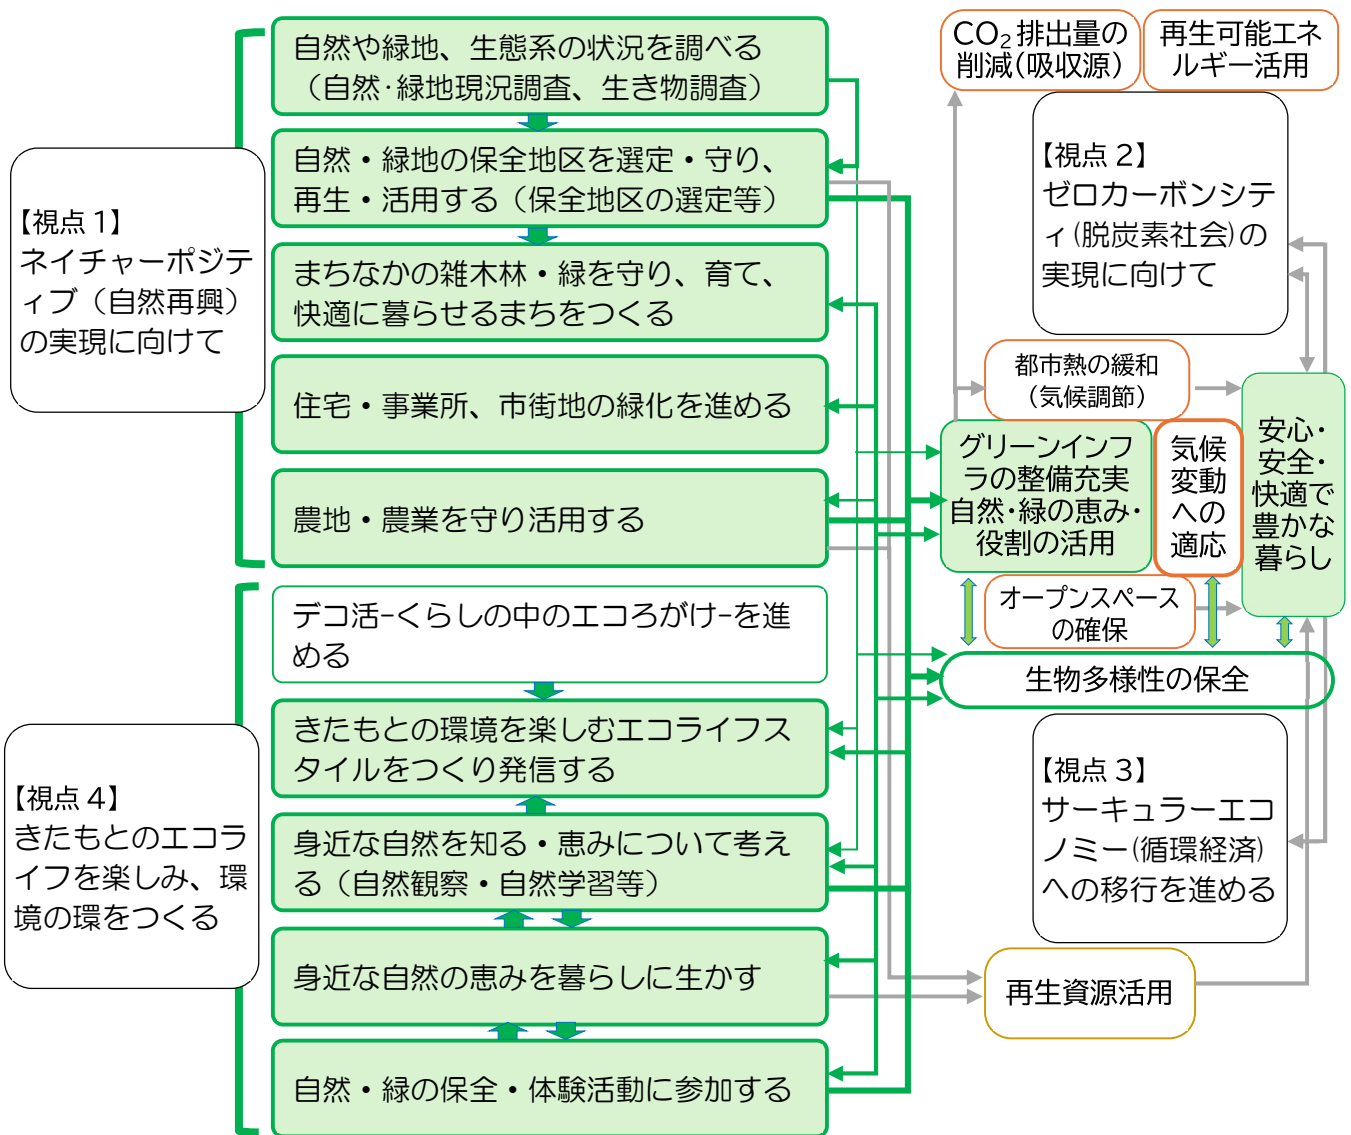 自然や緑地、生態系の状況を調べる
（自然･緑地現況調査、生き物調査）
自然・緑地の保全地区を選定・守り、
再生・活用する（保全地区の選定等）
【視点１】
ネイチャーポジテ
ィブ（自然再興）
の実現に向けて
まちなかの雑木林・緑を守り、育て、
快適に暮らせるまちをつくる
住宅・事業所、市街地の緑化を進める
農地・農業を守り活用する
デコ活-くらしの中のエコろがけ-を進
める
きたもとの環境を楽しむエコライフス
タイルをつくり発信する
【視点４】
きたもとのエコラ
イフを楽しみ、環
境の環をつくる
身近な自然を知る・恵みについて考え
る（自然観察・自然学習等）
身近な自然の恵みを暮らしに生かす
自然・緑の保全・体験活動に参加する
CO₂排出量の
削減(吸収源)
再生可能エネ
ルギー活用
【視点２】
ゼロカーボンシテ
ィ(脱炭素社会)の
実現に向けて
都市熱の緩和
（気候調節）
グリーンインフ
ラの整備充実
自然･緑の恵み･
役割の活用
気候
変動
への
適応
安心･
安全･
快適で
豊かな
暮らし
オープンスペース
の確保
生物多様性の保全
【視点３】
サーキュラーエコ
ノミー(循環経済)
への移行を進める
再生資源活用